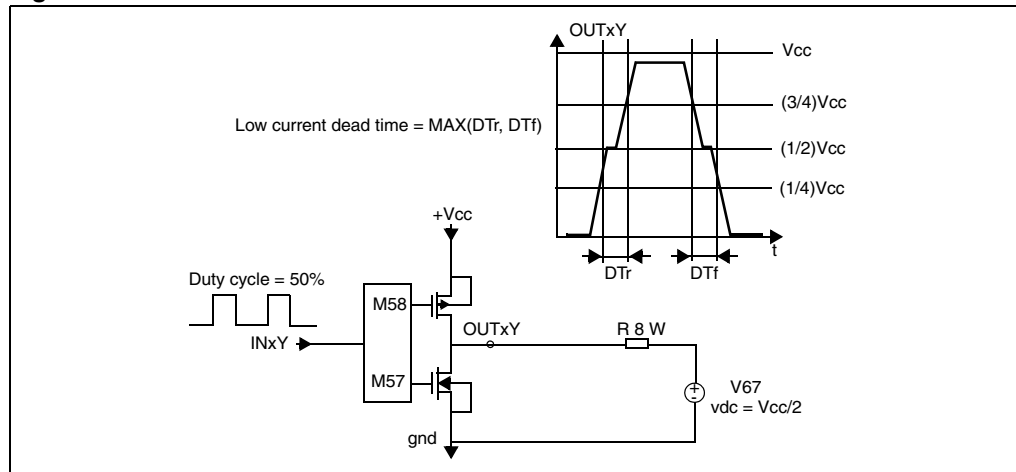 OUTxY
Vcc
(3/4)Vcc
Low current dead time = MAX(DTr, DTf)
(1/2)Vcc
(1/4)Vcc
+Vcc
t
DTr
DTf
Duty cycle = 50%
M58
OUTxY
R 8 W
INxY
M57
V67
vdc = Vcc/2
gnd